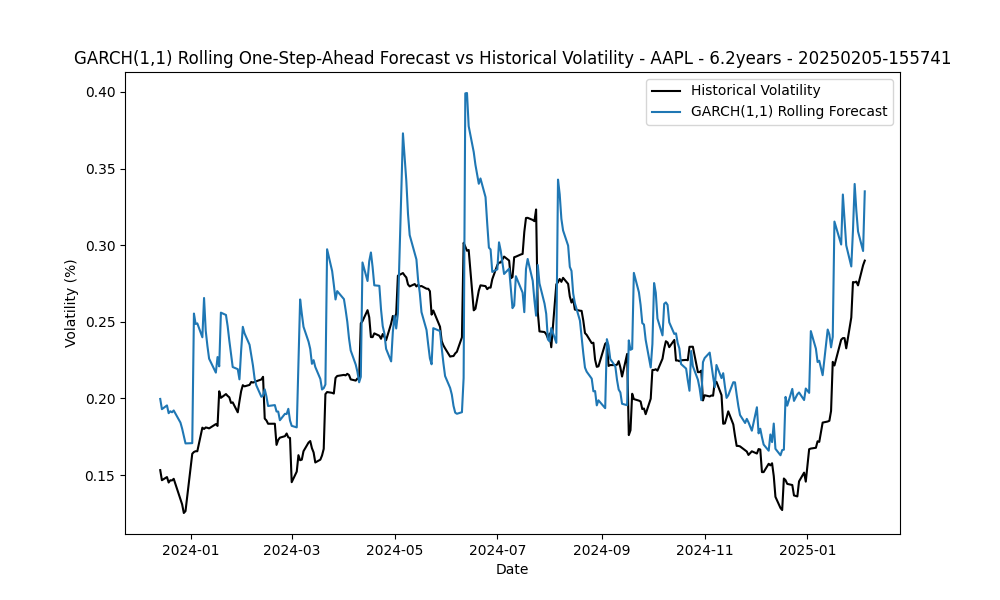 GARCH(1,1) Rolling One-Step-Ahead Forecast vs Historical Volatility - AAPL - 6.2years - 20250205-155741
Historical Volatility
GARCH(1,1) Rolling Forecast
Volatility (%)
0.40
0.35
0.30
0.25
0.20
0.15
2024-01 2024-03 2024-05 2024-07 2024-09 2024-11 2025-01
Date